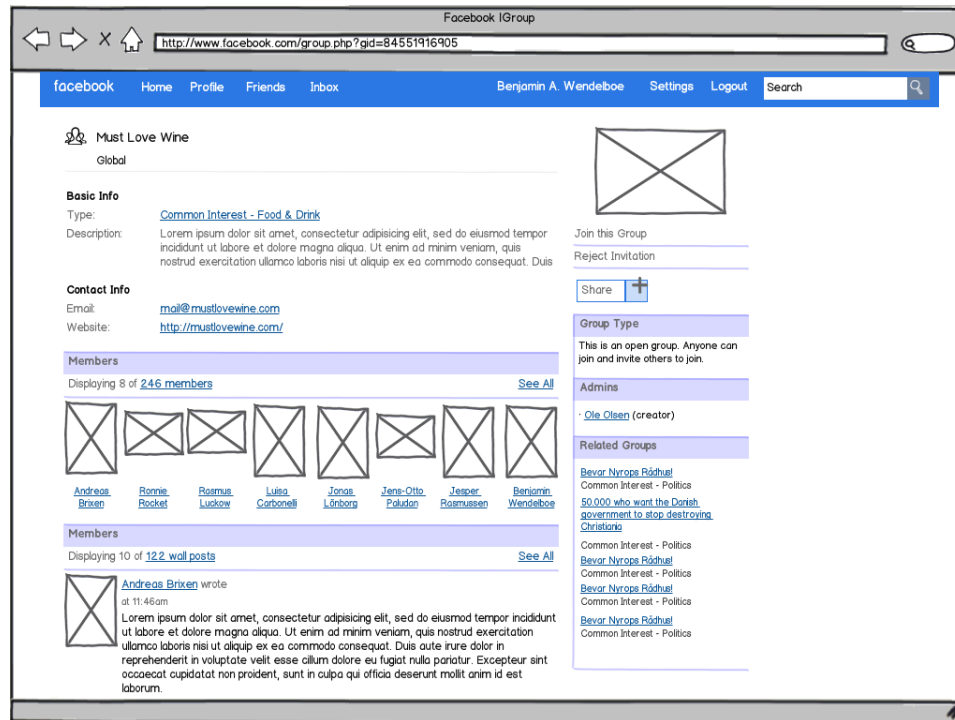 Facebook |Group
http://www.facebook.com/group.php?gid=84551916905
facebook Home Profile Friends Inbox Benjamin A. Wendelboe Settings Logout Search
Must Love Wine
Global
Basic Info
Type: Common Interest - Food & Drink
Description: Lorem ipsum dolor sit amet, consectetur adipisicing elit, sed do eiusmod tempor
incididunt ut labore et dolore magna aliqua. Ut enim ad minim veniam, quis
nostrud exercitation ullamco laboris nisi ut aliquip ex ea commodo consequat. Duis
Contact Info
Email: mail@mustlovewine.com
Website: http://mustlovewine.com/
Members
Displaying 8 of 246 members See All
Andreas Brixen
Ronnie Rocket
Rasmus Luckow
Luisa Carbonelli
Jonas Lönborg
Jens-Otto Paludan
Jesper Rasmussen
Benjamin Wendelboe
Members
Displaying 10 of 122 wall posts See All
Andreas Brixen wrote
at 11:46am
Lorem ipsum dolor sit amet, consectetur adipisicing elit, sed do eiusmod tempor incididunt
ut labore et dolore magna aliqua. Ut enim ad minim veniam, quis nostrud exercitation
ullamco laboris nisi ut aliquip ex ea commodo consequat. Duis aute irure dolor in
reprehenderit in voluptate velit esse cillum dolore eu fugiat nulla pariatur. Excepteur sint
occaecat cupidatat non proident, sunt in culpa qui officia deserunt mollit anim id est
laborum.
Join this Group
Reject Invitation
Share +
Group Type
This is an open group. Anyone can
join and invite others to join.
Admins
· Ole Olsen (creator)
Related Groups
Bevar Nyrops Rådhus!
Common Interest - Politics
50.000 who want the Danish
government to stop destroying
Christiania
Common Interest - Politics
Bevar Nyrops Rådhus!
Common Interest - Politics
Bevar Nyrops Rådhus!
Common Interest - Politics
Bevar Nyrops Rådhus!
Common Interest - Politics